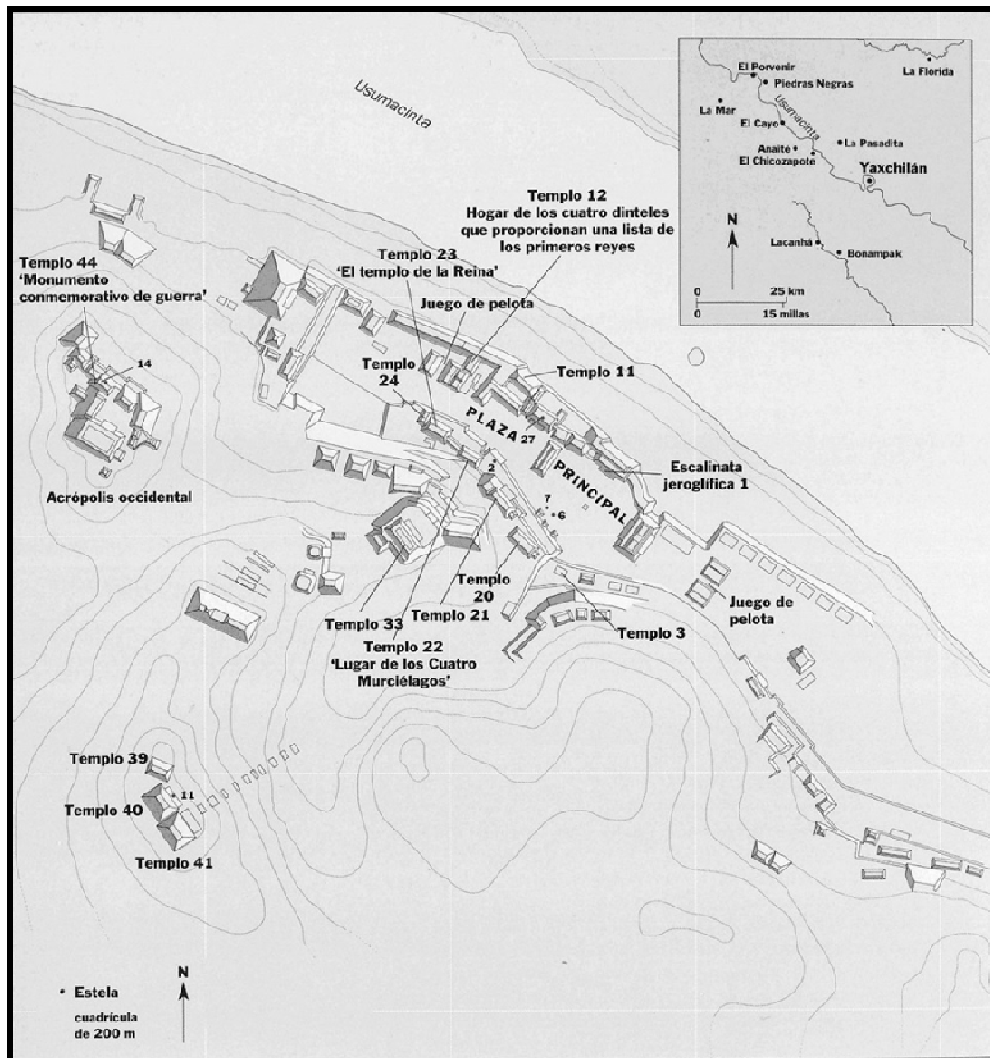 Usumacinta
El Porvenir
Piedras Negras
La Florida
La Mar
Usumacinta
El Cayo
La Pasadita
Anaite
El Chicozapote
Yaxchilán
N
Lacanha
Bonampak
0 25 km
0 15 millas
Templo 12
Hogar de los cuatro dinteles
que proporcionan una lista de
los primeros reyes
Templo 23
'El templo de la Reina'
Juego de pelota
Templo 44
'Monumento
conmemorativo de guerra'
14
Templo
24
Templo 11
PLAZA
27
PRINCIPAL
2
7
6
Escalinata
jeroglífica 1
Acrópolis occidental
Templo
20
Templo 21
Templo 33
Templo 22
'Lugar de los Cuatro
Murciélagos'
Templo 3
Juego de
pelota
Templo 39
11
Templo 40
Templo 41
N
Estela
cuadrícula
de 200 m